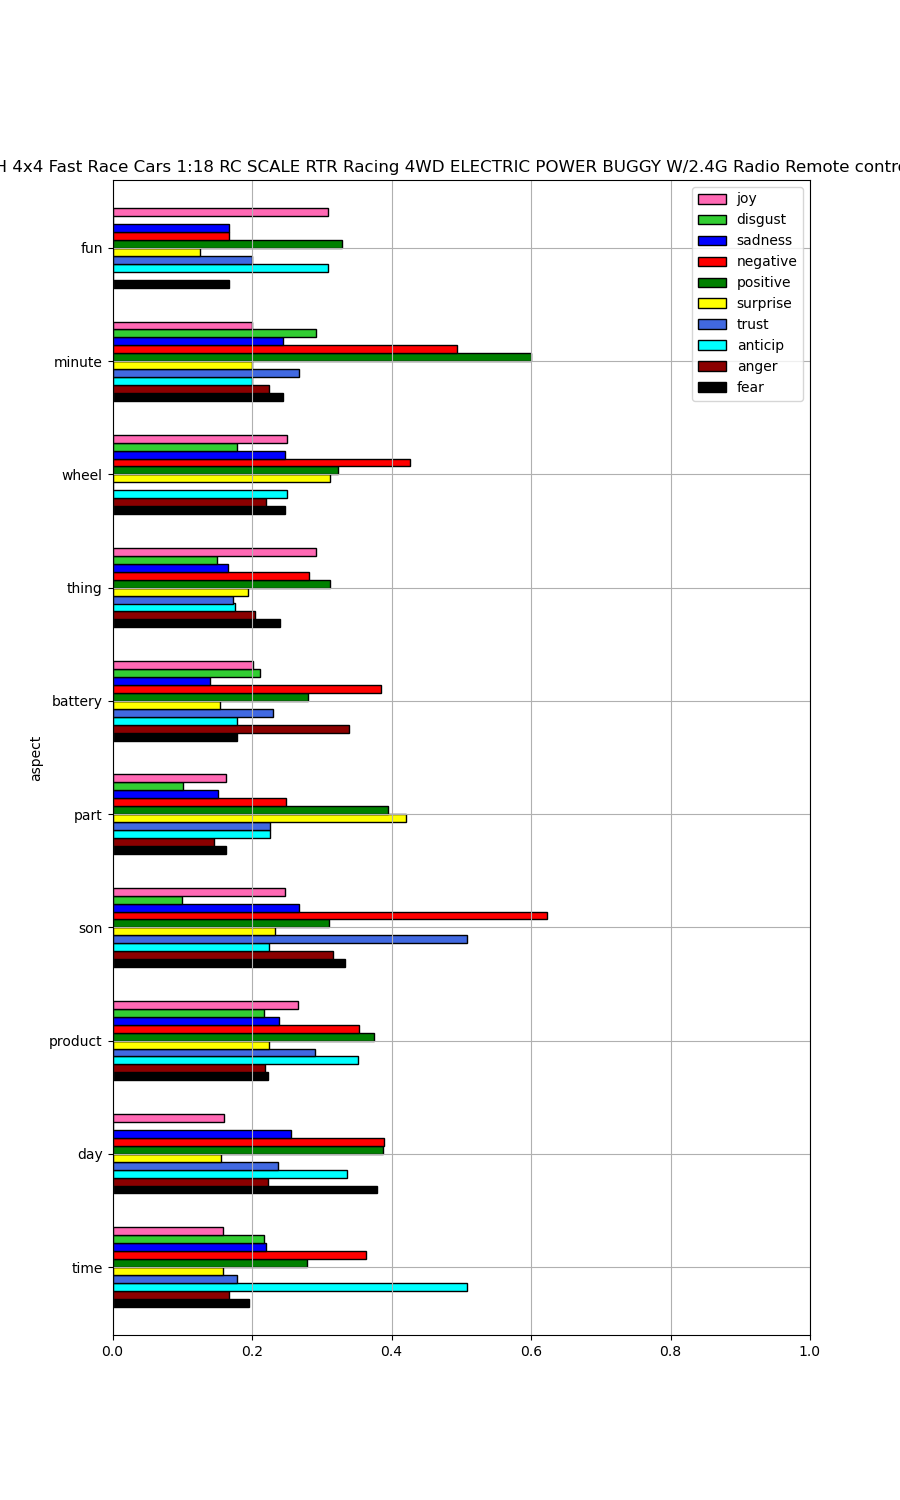 4x4 Fast Race Cars 1:18 RC SCALE RTR Racing 4WD ELECTRIC POWER BUGGY W/2.4G Radio Remote
joy
disgust
sadness
negative
positive
surprise
trust
anticip
anger
fear
fun
minute
wheel
thing
battery
part
son
product
day
time
aspect
0.0 0.2 0.4 0.6 0.8 1.0